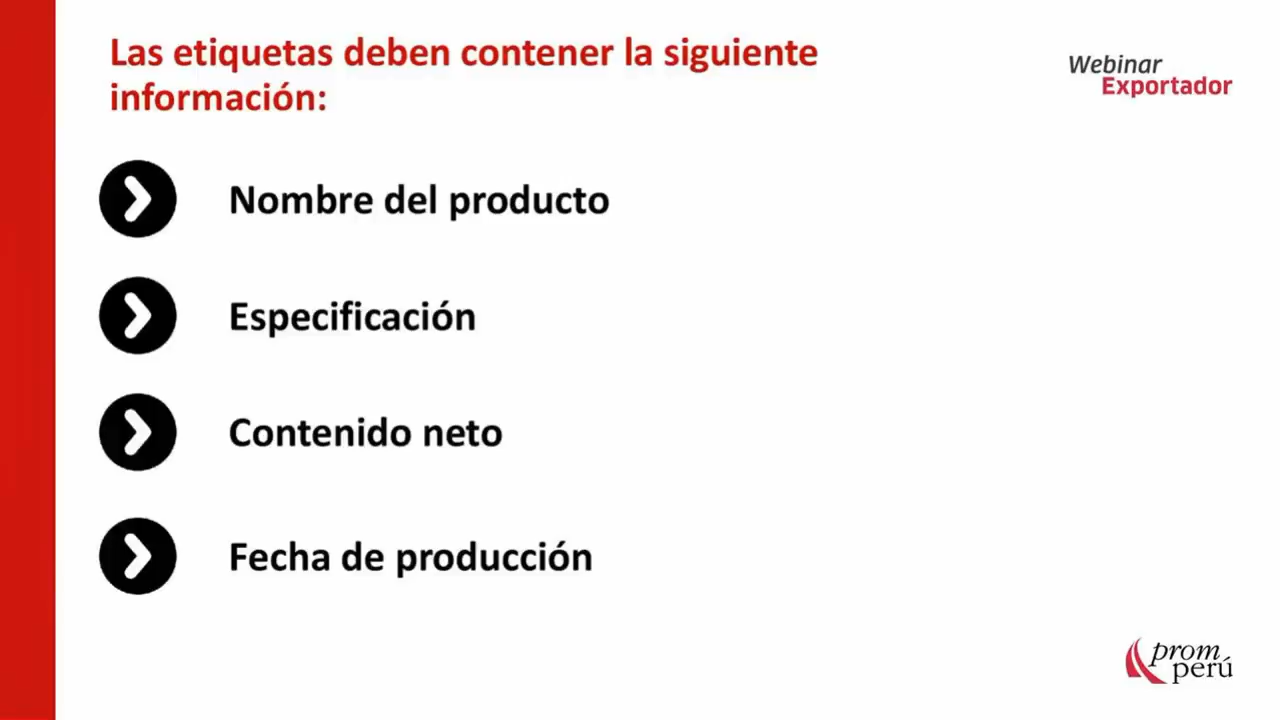 Las etiquetas deben contener la siguiente
información:
Webinar
Exportador
Nombre del producto
Especificación
Contenido neto
Fecha de producción
prom
perú